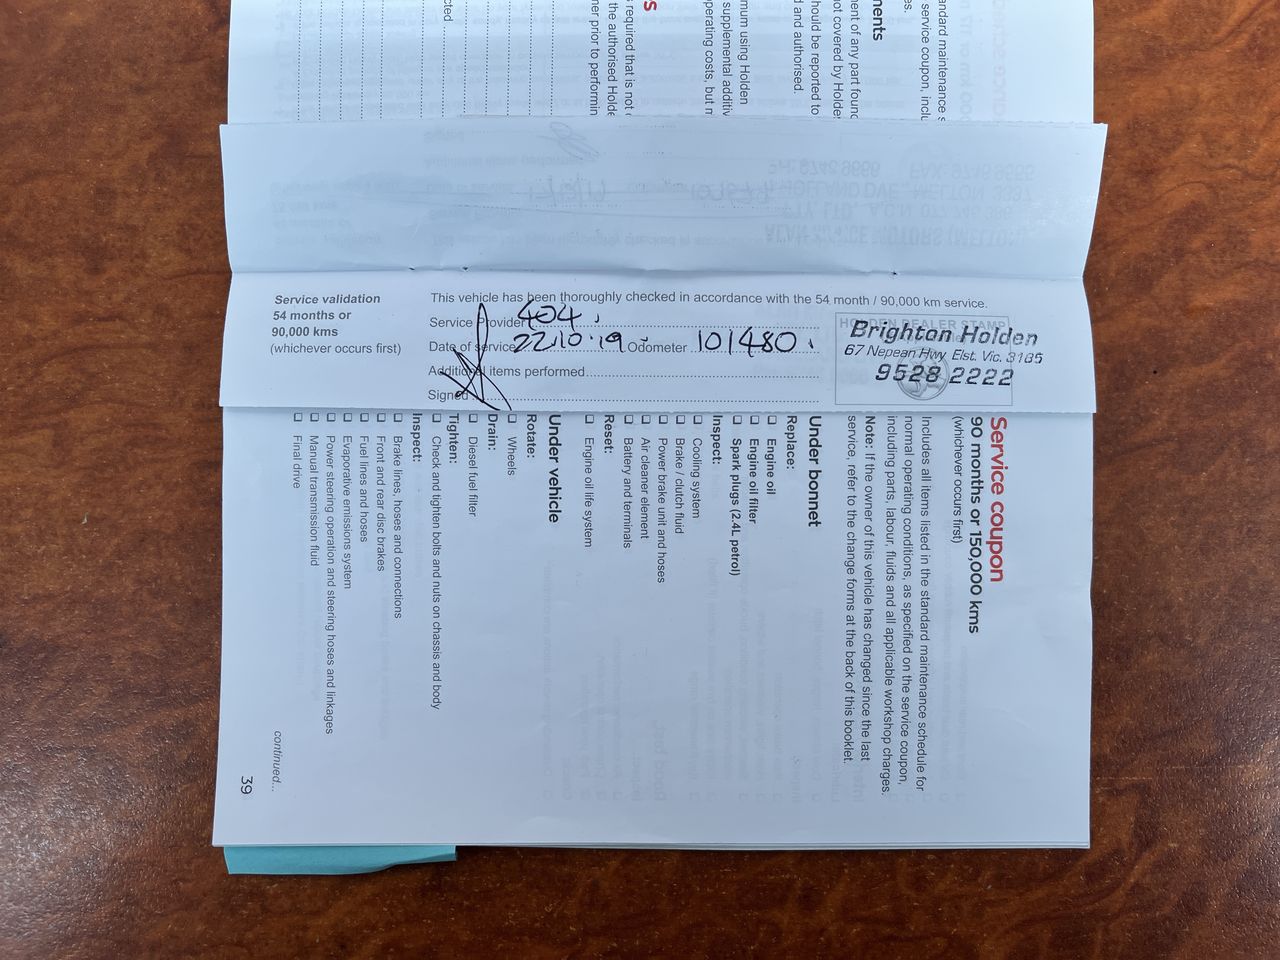 Service validation
54 months or
90,000 kms
(whichever occurs first)
This vehicle has been thoroughly checked in accordance with the 54 month / 90,000 km service.
Service Provider 404.
Date of service 22.10.19. Odometer 101480.
Additional items performed
Signed
HOLDEN DEALER STAMP
Brighton Holden
67 Nepean Hwy Elst. Vic. 3185
9528 2222
Service coupon
90 months or 150,000 kms
(whichever occurs first)
Includes all items listed in the standard maintenance schedule for
normal operating conditions, as specified on the service coupon,
including parts, labour, fluids and all applicable workshop charges.
Note: If the owner of this vehicle has changed since the last
service, refer to the change forms at the back of this booklet.
Under bonnet
Replace:
Engine oil
Engine oil filter
Spark plugs (2.4L petrol)
Inspect:
Cooling system
Brake / clutch fluid
Power brake unit and hoses
Air cleaner element
Battery and terminals
Reset:
Engine oil life system
Under vehicle
Rotate:
Wheels
Drain:
Diesel fuel filter
Tighten:
Check and tighten bolts and nuts on chassis and body
Inspect:
Brake lines, hoses and connections
Front and rear disc brakes
Fuel lines and hoses
Evaporative emissions system
Power steering operation and steering hoses and linkages
Manual transmission fluid
Final drive
continued...
39